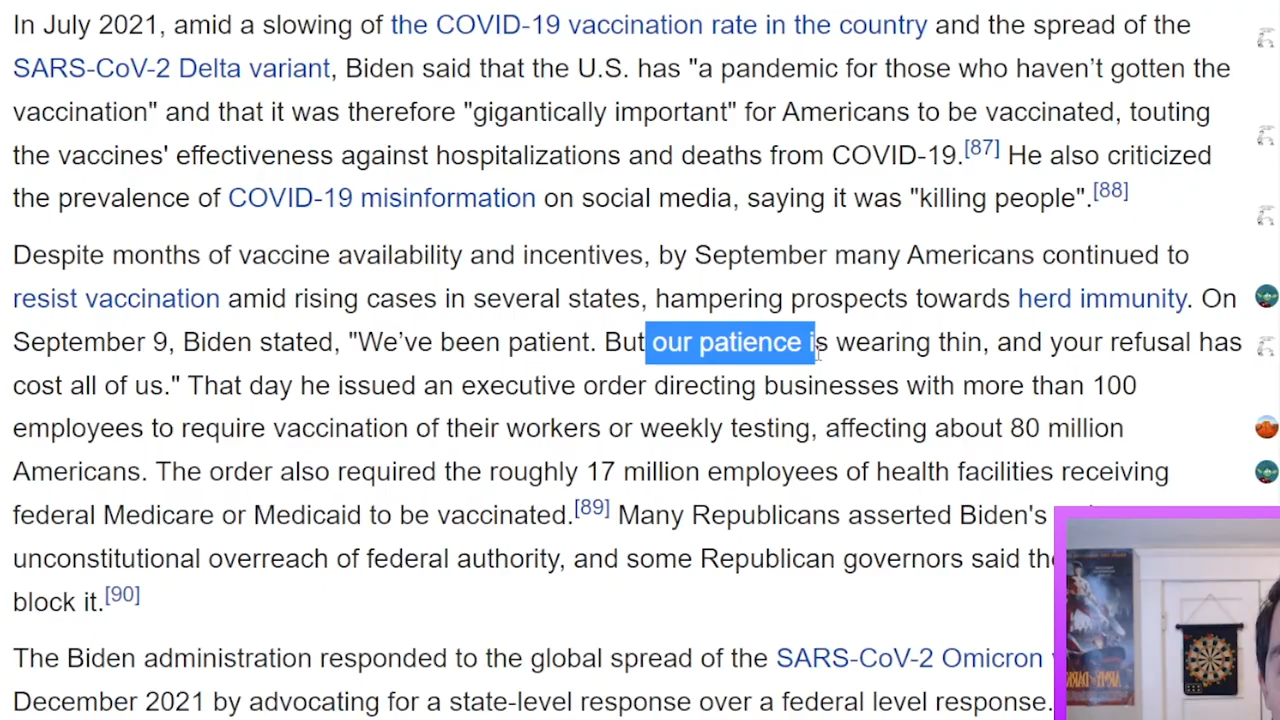 In July 2021, amid a slowing of the COVID-19 vaccination rate in the country and the spread of the
SARS-CoV-2 Delta variant, Biden said that the U.S. has "a pandemic for those who haven’t gotten the
vaccination" and that it was therefore "gigantically important" for Americans to be vaccinated, touting
the vaccines' effectiveness against hospitalizations and deaths from COVID-19.[87] He also criticized
the prevalence of COVID-19 misinformation on social media, saying it was "killing people".[88]
Despite months of vaccine availability and incentives, by September many Americans continued to
resist vaccination amid rising cases in several states, hampering prospects towards herd immunity. On
September 9, Biden stated, "We’ve been patient. But our patience is wearing thin, and your refusal has
cost all of us." That day he issued an executive order directing businesses with more than 100
employees to require vaccination of their workers or weekly testing, affecting about 80 million
Americans. The order also required the roughly 17 million employees of health facilities receiving
federal Medicare or Medicaid to be vaccinated.[89] Many Republicans asserted Biden's
unconstitutional overreach of federal authority, and some Republican governors said
block it.[90]
The Biden administration responded to the global spread of the SARS-CoV-2 Omicron
December 2021 by advocating for a state-level response over a federal level response.